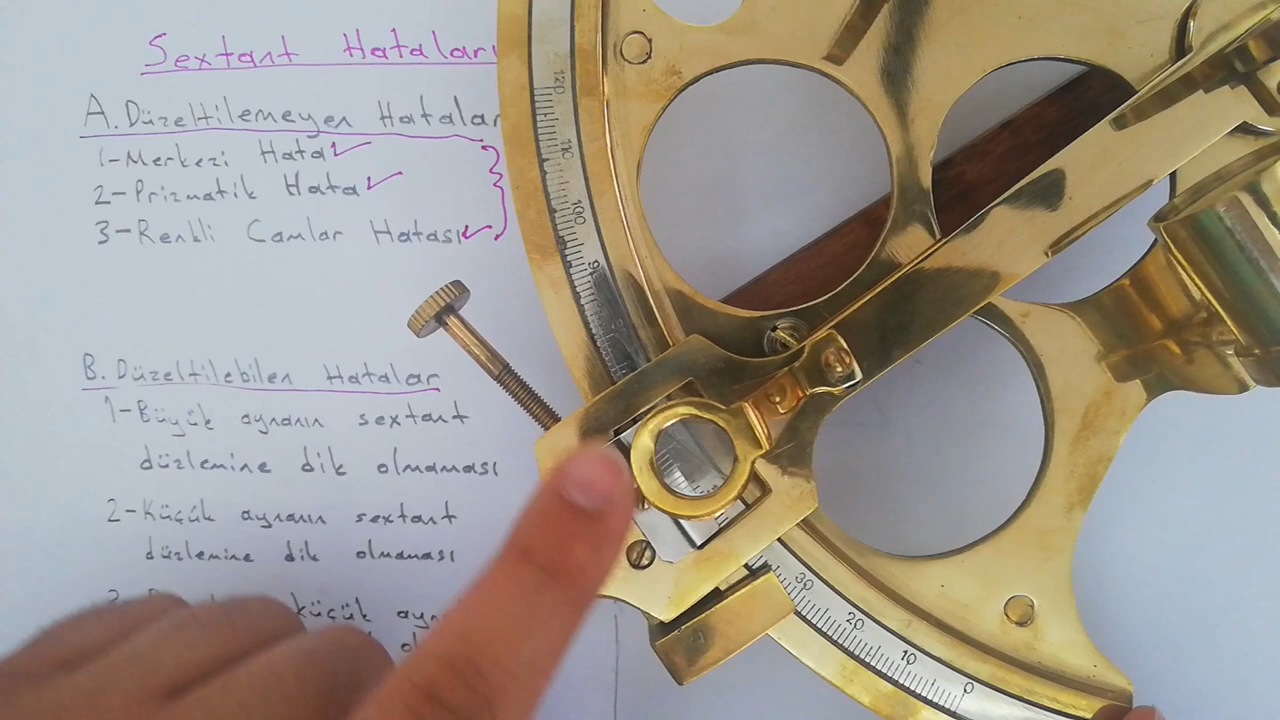 Sextant Hataları
A. Düzeltilemeyen Hatalar
1-Merkezi Hata
2-Prizmatik Hata
3-Renkli Camlar Hatası
B. Düzeltilebilen Hatalar
1-Büyük aynanın sextant
düzlemine dik olmaması
2-Küçük aynanın sextant
düzlemine dik olmaması
küçük
120
110
100
30
20
10
0